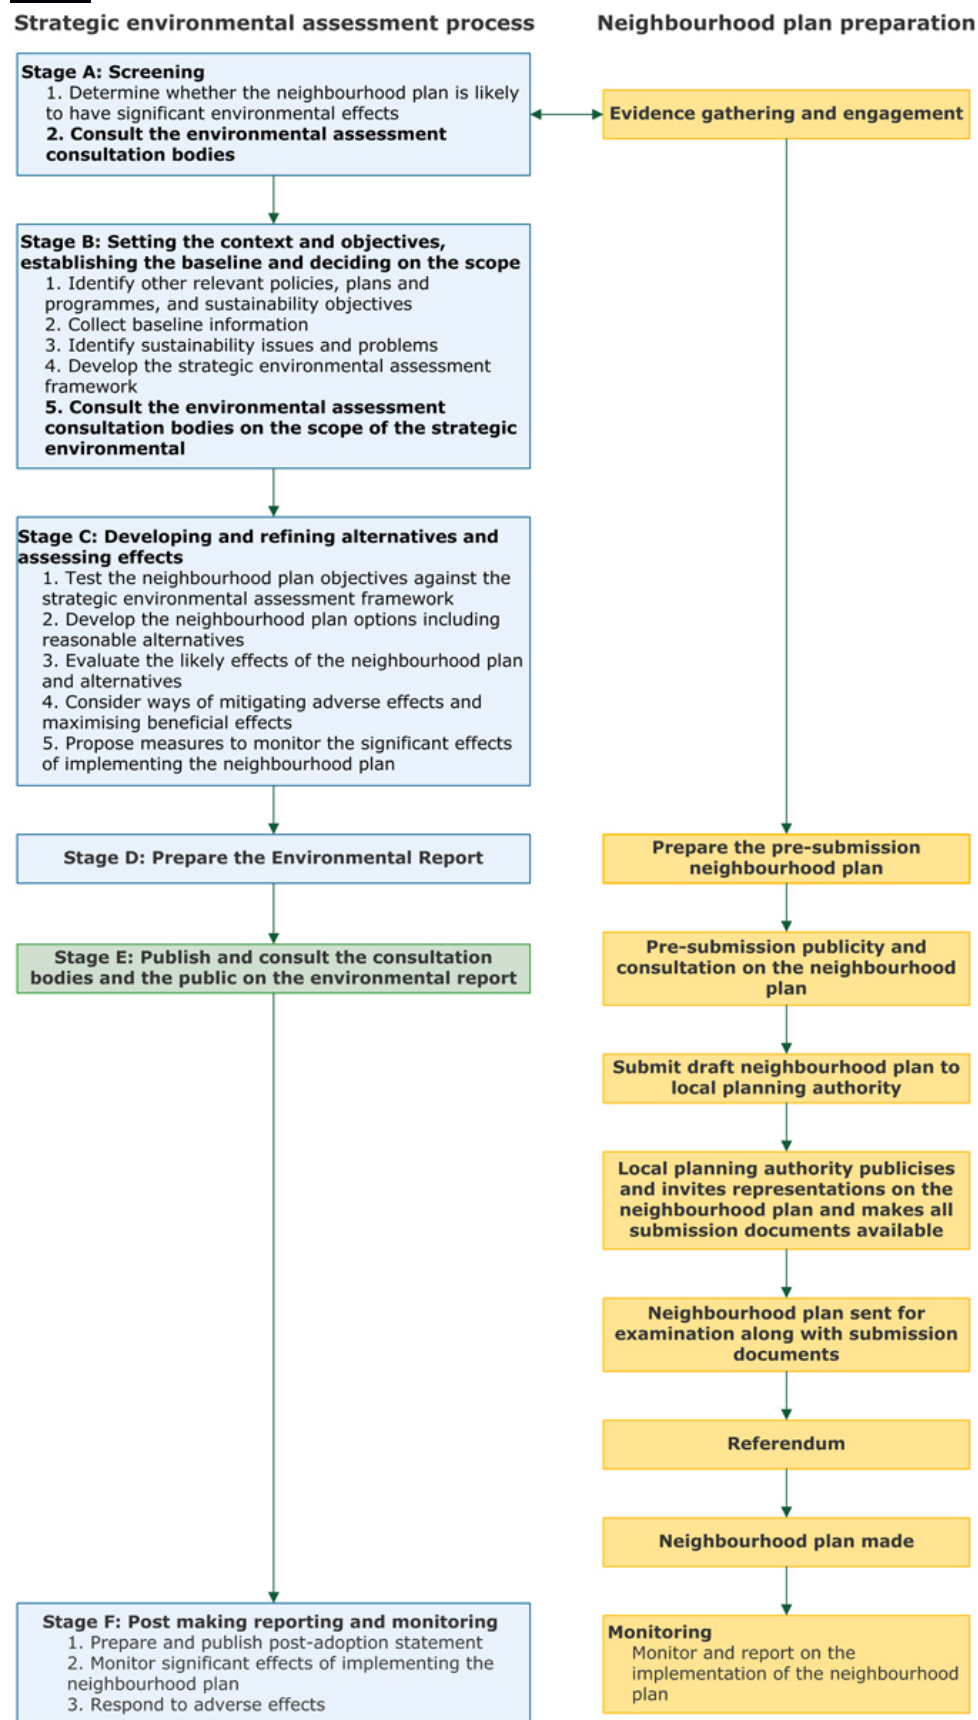 Strategic environmental assessment process
Neighbourhood plan preparation
Stage A: Screening
1. Determine whether the neighbourhood plan is likely
to have significant environmental effects
2. Consult the environmental assessment
consultation bodies
Evidence gathering and engagement
Stage B: Setting the context and objectives,
establishing the baseline and deciding on the scope
1. Identify other relevant policies, plans and
programmes, and sustainability objectives
2. Collect baseline information
3. Identify sustainability issues and problems
4. Develop the strategic environmental assessment
framework
5. Consult the environmental assessment
consultation bodies on the scope of the strategic
environmental
Stage C: Developing and refining alternatives and
assessing effects
1. Test the neighbourhood plan objectives against the
strategic environmental assessment framework
2. Develop the neighbourhood plan options including
reasonable alternatives
3. Evaluate the likely effects of the neighbourhood plan
and alternatives
4. Consider ways of mitigating adverse effects and
maximising beneficial effects
5. Propose measures to monitor the significant effects
of implementing the neighbourhood plan
Stage D: Prepare the Environmental Report
Prepare the pre-submission
neighbourhood plan
Stage E: Publish and consult the consultation
bodies and the public on the environmental report
Pre-submission publicity and
consultation on the neighbourhood
plan
Submit draft neighbourhood plan to
local planning authority
Local planning authority publicises
and invites representations on the
neighbourhood plan and makes all
submission documents available
Neighbourhood plan sent for
examination along with submission
documents
Referendum
Neighbourhood plan made
Stage F: Post making reporting and monitoring
1. Prepare and publish post-adoption statement
2. Monitor significant effects of implementing the
neighbourhood plan
3. Respond to adverse effects
Monitoring
Monitor and report on the
implementation of the neighbourhood
plan